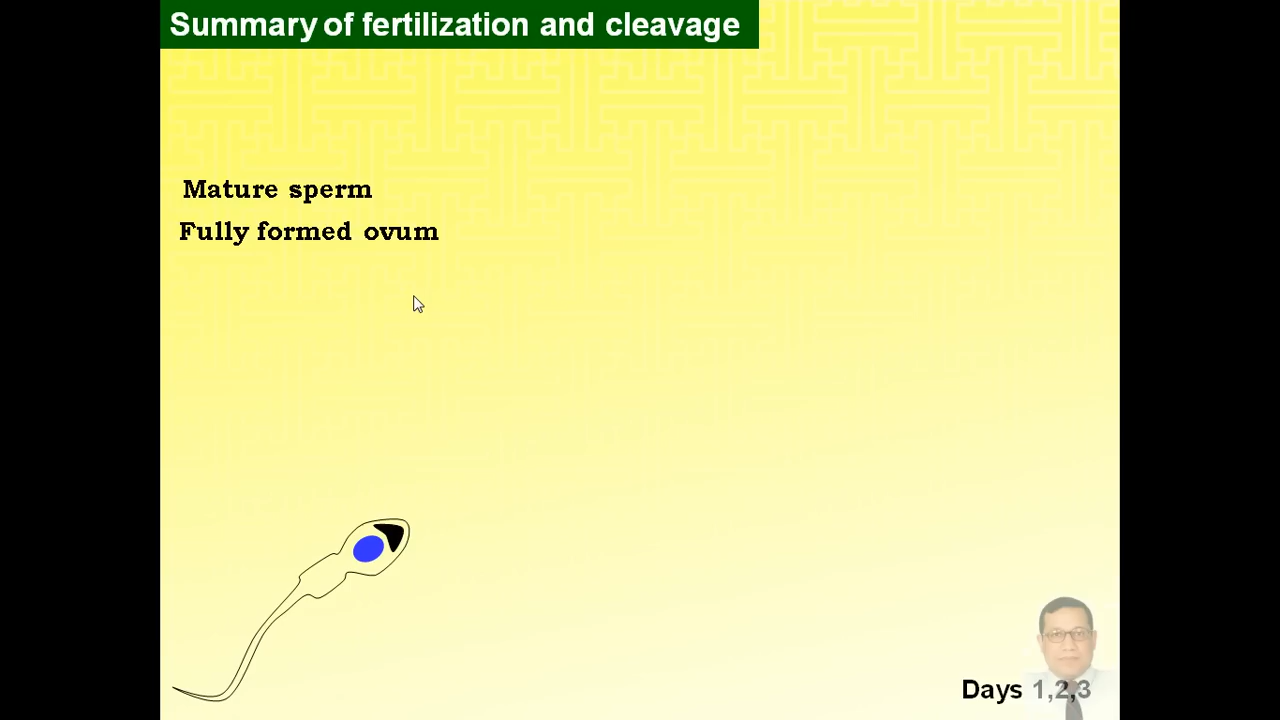 Summary of fertilization and cleavage
Mature sperm
Fully formed ovum
Days 1,2,3